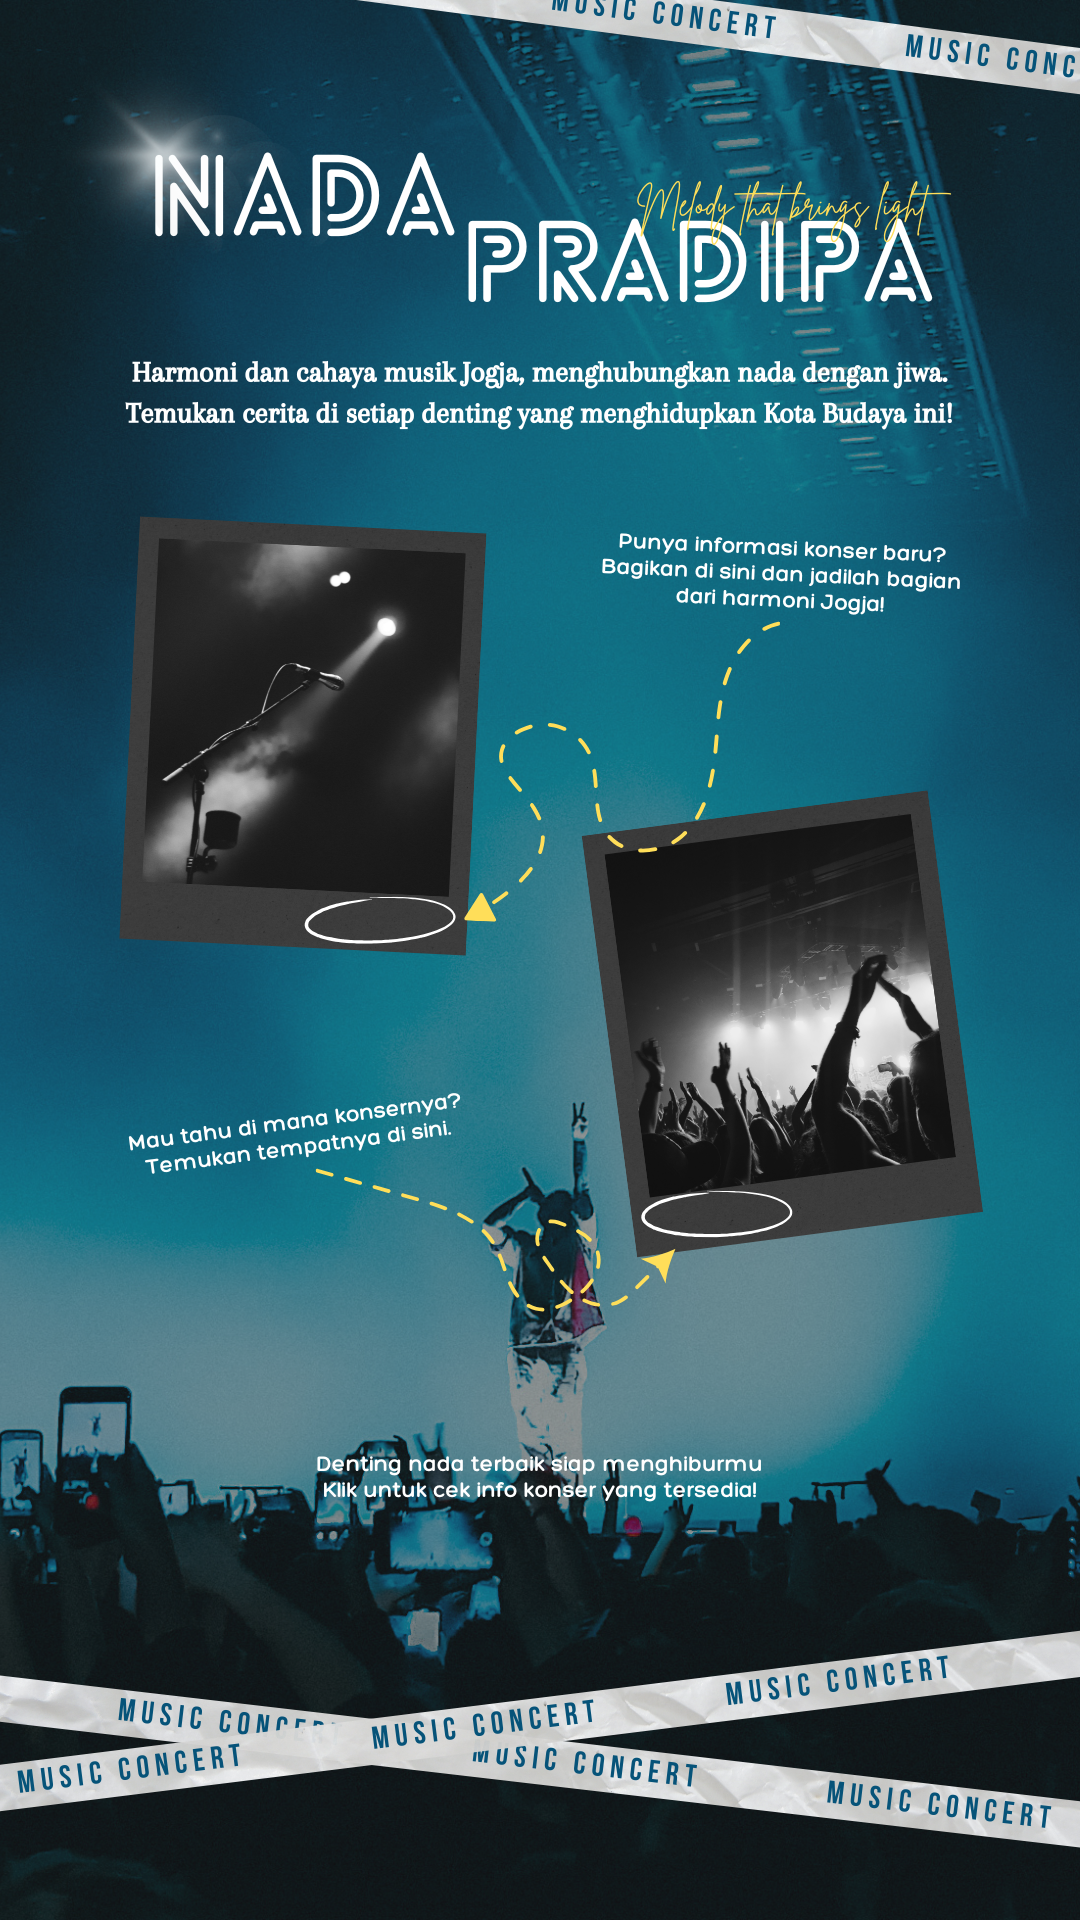 MUSIC CONCERT
MUSIC CONC
NADA
Melody that brings light
PRADIPA
Harmoni dan cahaya musik Jogja, menghubungkan nada dengan jiwa.
Temukan cerita di setiap denting yang menghidupkan Kota Budaya ini!
Punya informasi konser baru?
Bagikan di sini dan jadilah bagian
dari harmoni Jogja!
Mau tahu di mana konsernya?
Temukan tempatnya di sini.
Denting nada terbaik siap menghiburmu
Klik untuk cek info konser yang tersedia!
MUSIC CONCERT
MUSIC CONCERT
MUSIC CONCERT
MUSIC CONCERT
MUSIC CONCERT
MUSIC CONCERT